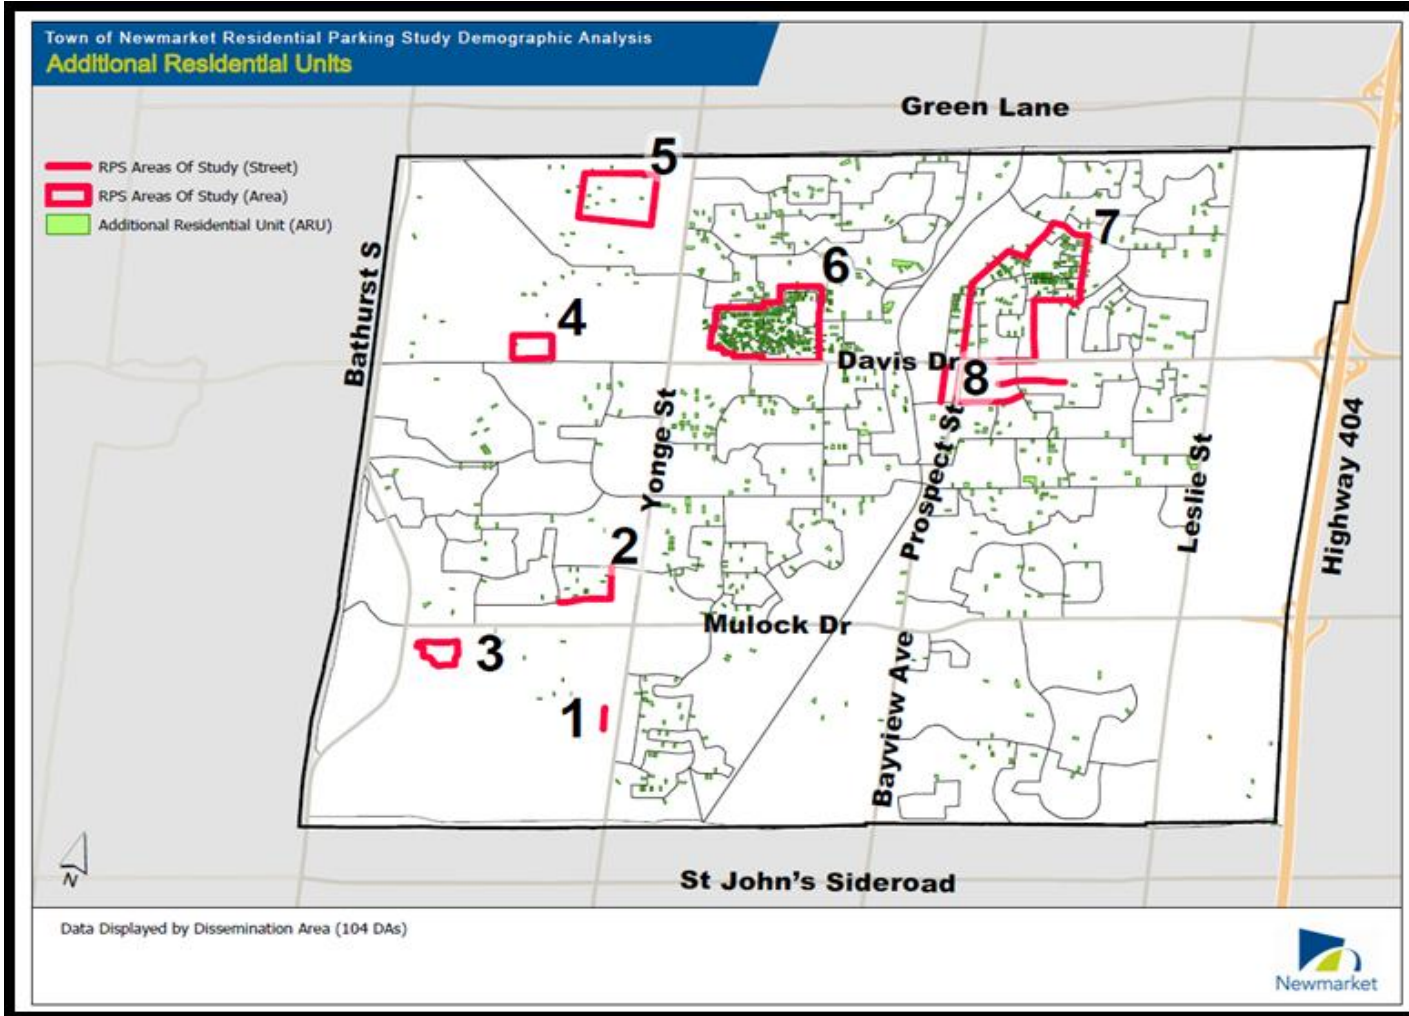 Town of Newmarket Residential Parking Study Demographic Analysis
Additional Residential Units
Green Lane
RPS Areas Of Study (Street)
RPS Areas Of Study (Area)
Additional Residential Unit (ARU)
5
7
6
4
Bathurst S
Davis Dr
8
Yonge St
Prospect St
Leslie St
Highway 404
2
Mulock Dr
3
1
Bayview Ave
St John's Sideroad
N
Data Displayed by Dissemination Area (104 DAs)
Newmarket